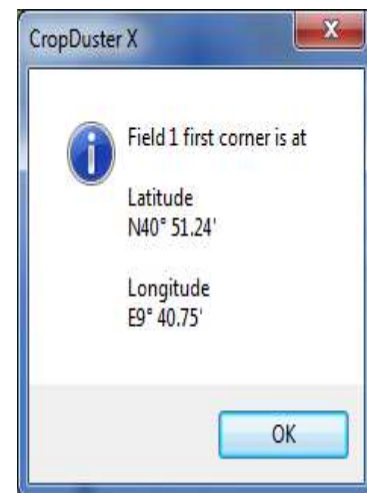 CropDuster X
X
Field 1 first corner is at
Latitude
N40° 51.24'
Longitude
E9° 40.75'
OK